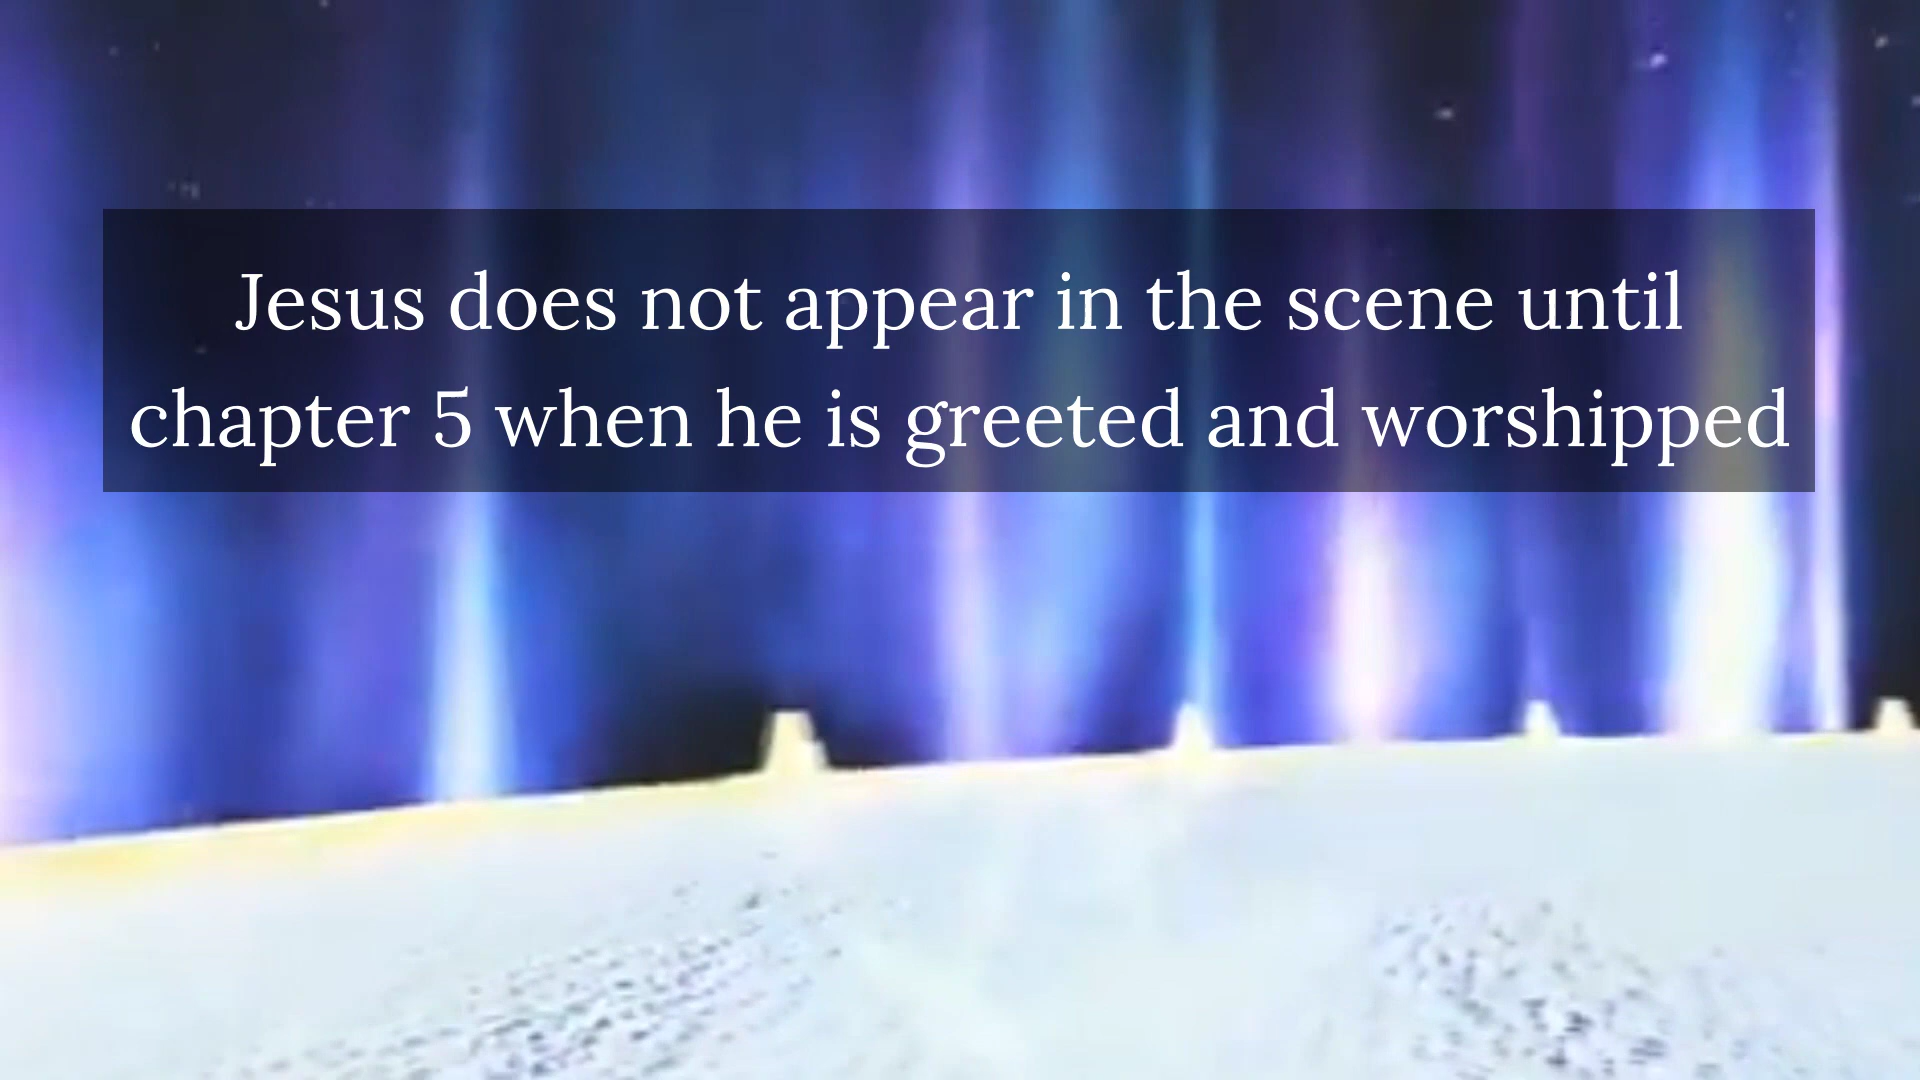 Jesus does not appear in the scene until
chapter 5 when he is greeted and worshipped